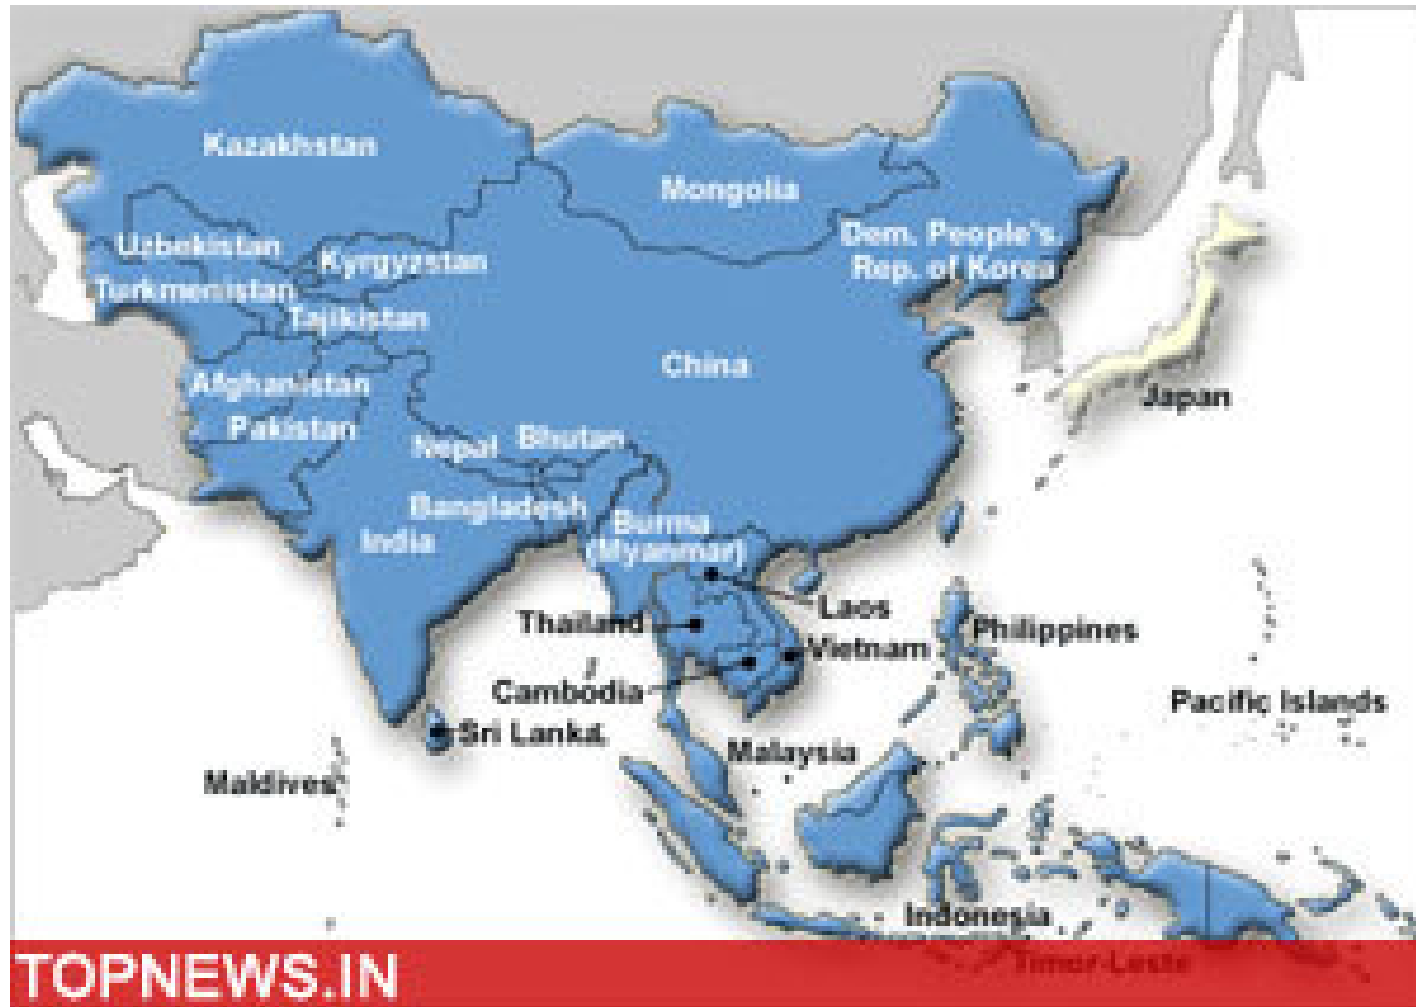 Kazakhstan
Mongolia
Uzbekistan
Kyrgyzstan
Dem. People's.
Rep. of Korea
Turkmenistan
Tajikistan
China
Afghanistan
Japan
Pakistan
Nepal
Bhutan
Bangladesh
India
Burma
(Myanmar)
Laos
Thailand
Philippines
Vietnam
Cambodia
Pacific Islands
Sri Lanka
Malaysia
Maldives
Indonesia
Timor-Leste
TOPNEWS.IN